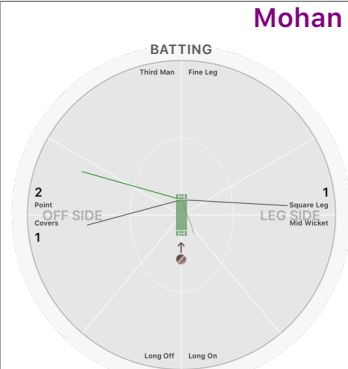 Mohan
BATTING
Third Man Fine Leg
2 1
Point Square Leg
OFF SIDE LEG SIDE
Covers Mid Wicket
1
Long Off Long On